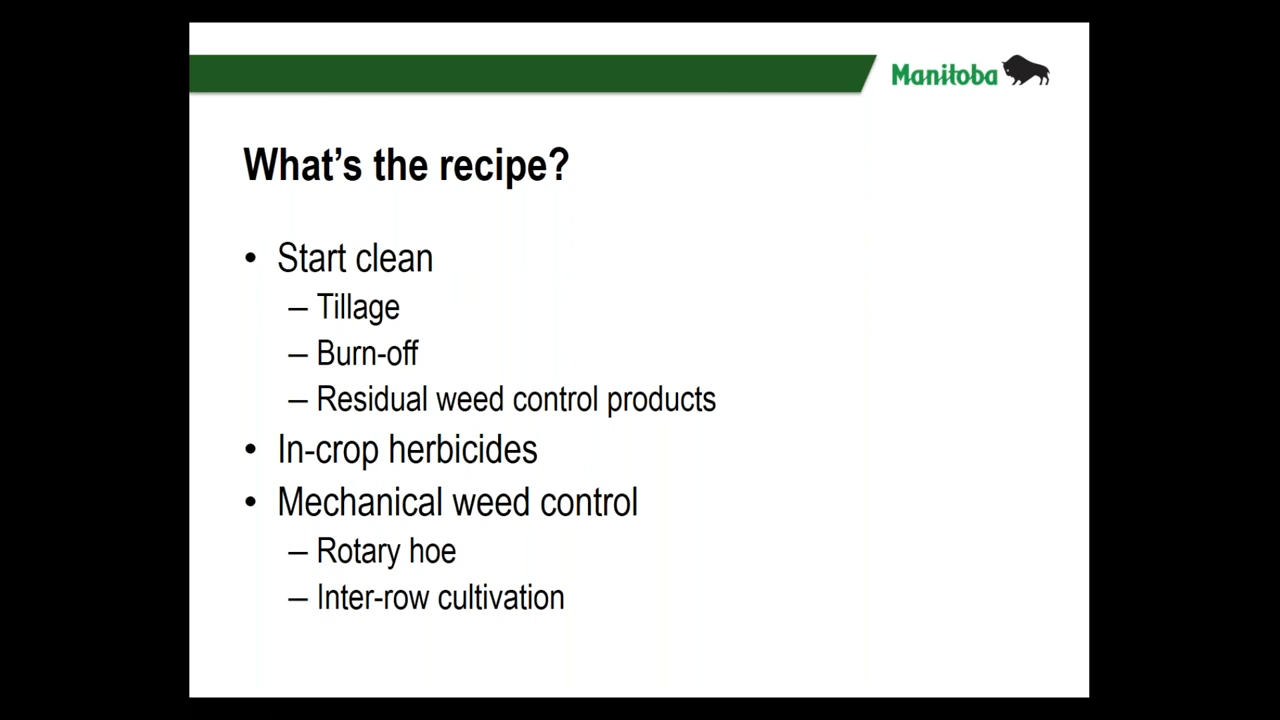 Manitoba
What's the recipe?
• Start clean
– Tillage
– Burn-off
– Residual weed control products
• In-crop herbicides
• Mechanical weed control
– Rotary hoe
– Inter-row cultivation